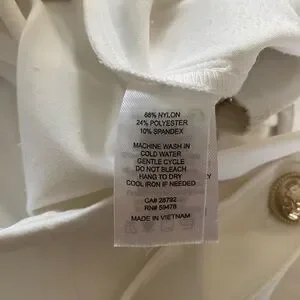 66% NYLON
24% POLYESTER
10% SPANDEX
MACHINE WASH IN
COLD WATER
GENTLE CYCLE
DO NOT BLEACH
HANG TO DRY
COOL IRON IF NEEDED
CA# 28792
RN# 59478
MADE IN VIETNAM